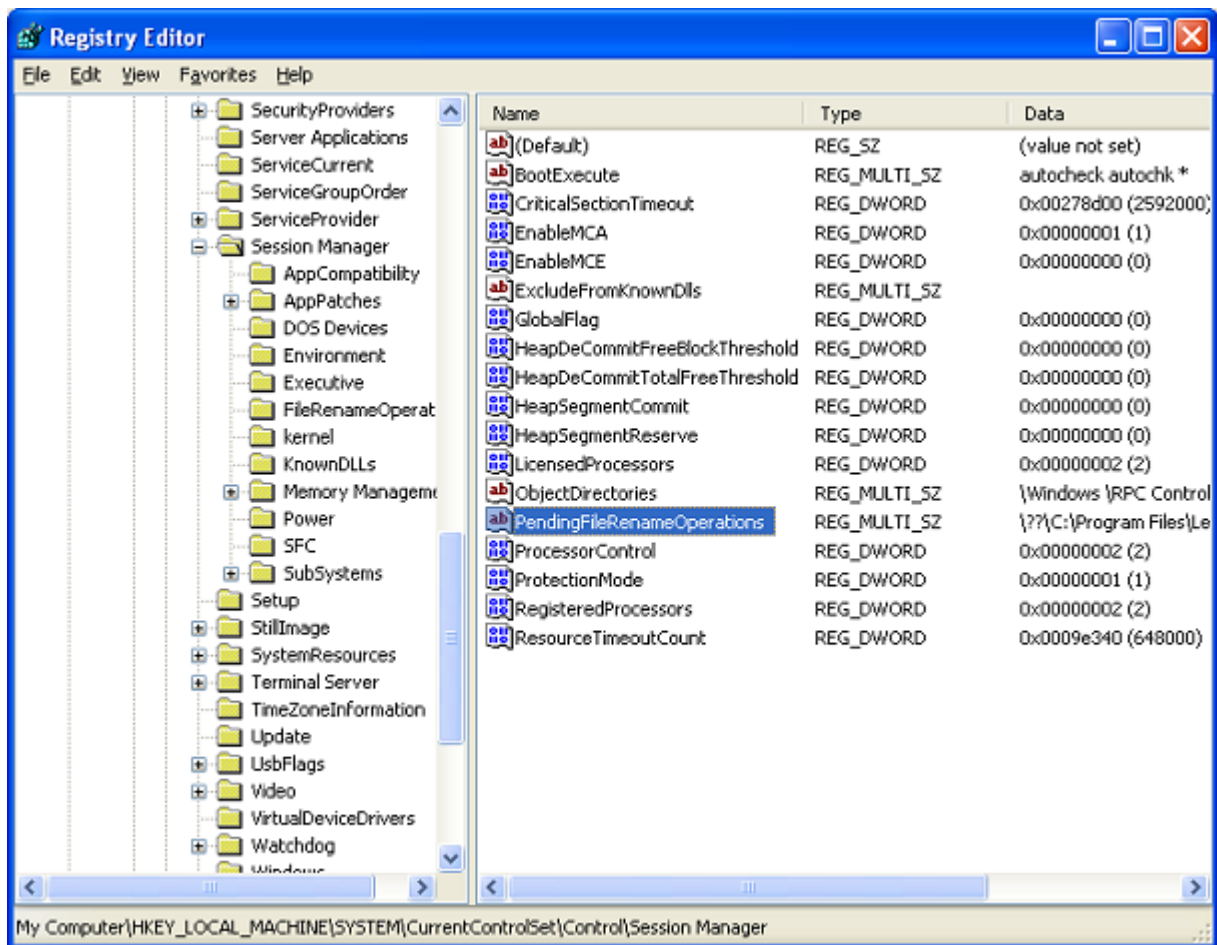 Registry Editor
File Edit View Favorites Help
SecurityProviders
Server Applications
ServiceCurrent
ServiceGroupOrder
ServiceProvider
Session Manager
AppCompatibility
AppPatches
DOS Devices
Environment
Executive
FileRenameOperat
kernel
KnownDLLs
Memory Manageme
Power
SFC
SubSystems
Setup
StillImage
SystemResources
Terminal Server
TimeZoneInformation
Update
UsbFlags
Video
VirtualDeviceDrivers
Watchdog
Windows
Name Type Data
(Default) REG_SZ (value not set)
BootExecute REG_MULTI_SZ autocheck autochk *
CriticalSectionTimeout REG_DWORD 0x00278d00 (2592000)
EnableMCA REG_DWORD 0x00000001 (1)
EnableMCE REG_DWORD 0x00000000 (0)
ExcludeFromKnownDlls REG_MULTI_SZ
GlobalFlag REG_DWORD 0x00000000 (0)
HeapDeCommitFreeBlockThreshold REG_DWORD 0x00000000 (0)
HeapDeCommitTotalFreeThreshold REG_DWORD 0x00000000 (0)
HeapSegmentCommit REG_DWORD 0x00000000 (0)
HeapSegmentReserve REG_DWORD 0x00000000 (0)
LicensedProcessors REG_DWORD 0x00000002 (2)
ObjectDirectories REG_MULTI_SZ \Windows \RPC Control
PendingFileRenameOperations REG_MULTI_SZ \??\C:\Program Files\Le
ProcessorControl REG_DWORD 0x00000002 (2)
ProtectionMode REG_DWORD 0x00000001 (1)
RegisteredProcessors REG_DWORD 0x00000002 (2)
ResourceTimeoutCount REG_DWORD 0x0009e340 (648000)
My Computer\HKEY_LOCAL_MACHINE\SYSTEM\CurrentControlSet\Control\Session Manager